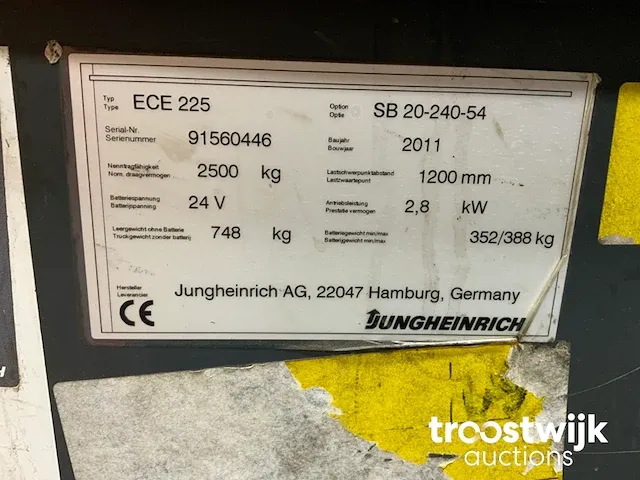 Typ
Type ECE 225 Option
Optie SB 20-240-54
Serial-Nr.
Serienummer 91560446 Baujahr
Bouwjaar 2011
Nenntragfähigkeit
Nom. draagvermogen 2500 kg Lastschwerpunktabstand
Lastzwaartepunt 1200 mm
Batteriespannung
Batterijspanning 24 V Antriebsleistung
Prestatie vermogen 2,8 kW
Leergewicht ohne Batterie
Truckgewicht zonder batterij 748 kg Batteriegewicht min/max
Batterijgewicht min/max 352/388 kg
Hersteller
Leverancier Jungheinrich AG, 22047 Hamburg, Germany
CE JUNGHEINRICH
H
troostwijk
auctions